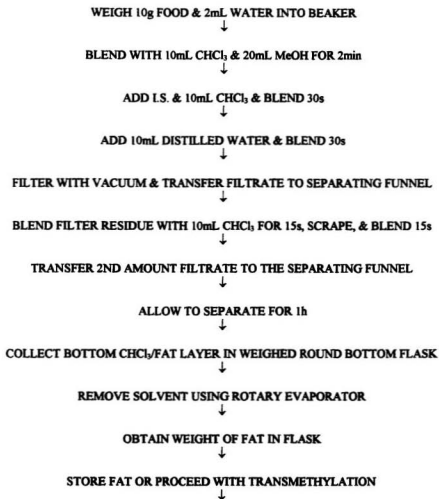 WEIGH 10g FOOD & 2mL WATER INTO BEAKER
↓
BLEND WITH 10mL CHCl₃ & 20mL MeOH FOR 2min
↓
ADD I.S. & 10mL CHCl₃ & BLEND 30s
↓
ADD 10mL DISTILLED WATER & BLEND 30s
↓
FILTER WITH VACUUM & TRANSFER FILTRATE TO SEPARATING FUNNEL
↓
BLEND FILTER RESIDUE WITH 10mL CHCl₃ FOR 15s, SCRAPE, & BLEND 15s
↓
TRANSFER 2ND AMOUNT FILTRATE TO THE SEPARATING FUNNEL
↓
ALLOW TO SEPARATE FOR 1h
↓
COLLECT BOTTOM CHCl₃/FAT LAYER IN WEIGHED ROUND BOTTOM FLASK
↓
REMOVE SOLVENT USING ROTARY EVAPORATOR
↓
OBTAIN WEIGHT OF FAT IN FLASK
↓
STORE FAT OR PROCEED WITH TRANSMETHYLATION
↓